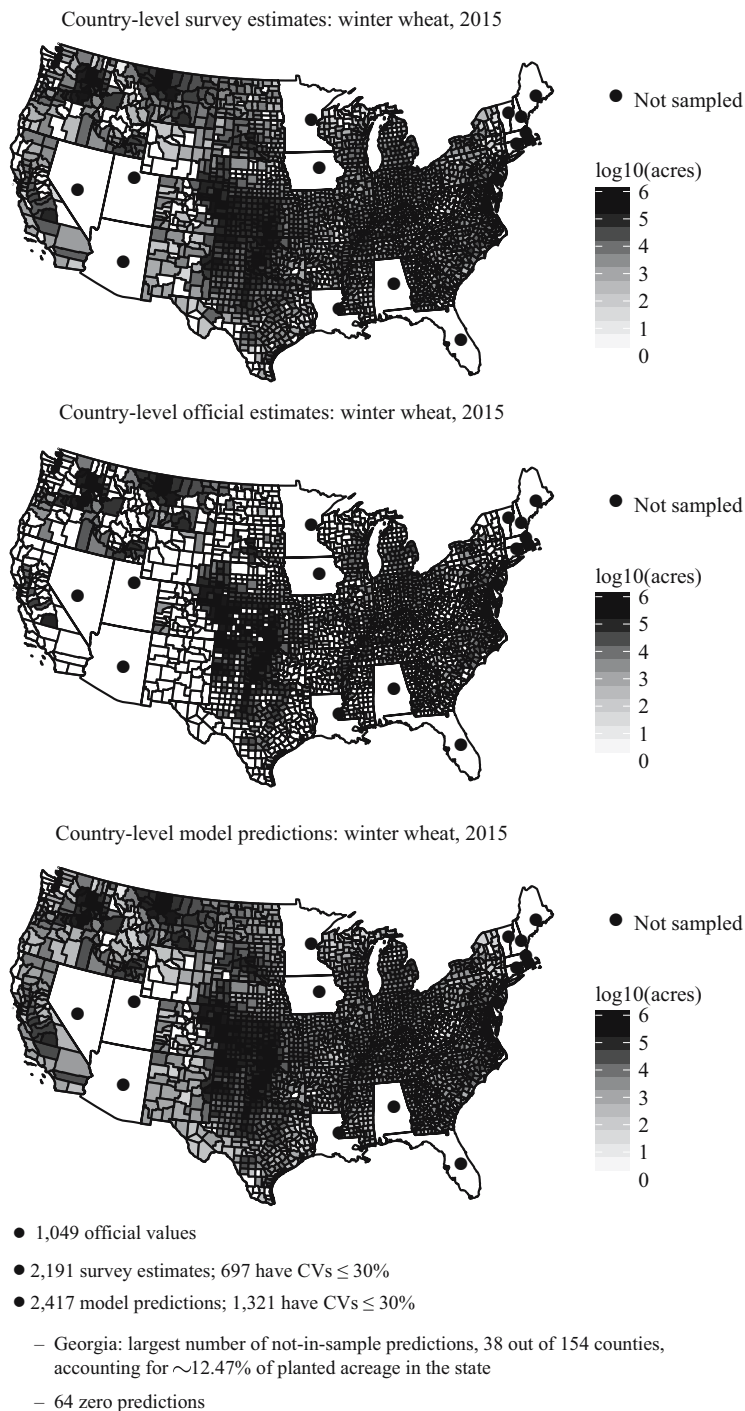 Country-level survey estimates: winter wheat, 2015
Not sampled
log10(acres)
6
5
4
3
2
1
0
Country-level official estimates: winter wheat, 2015
Not sampled
log10(acres)
6
5
4
3
2
1
0
Country-level model predictions: winter wheat, 2015
Not sampled
log10(acres)
6
5
4
3
2
1
0
● 1,049 official values
● 2,191 survey estimates; 697 have CVs ≤ 30%
● 2,417 model predictions; 1,321 have CVs ≤ 30%
– Georgia: largest number of not-in-sample predictions, 38 out of 154 counties,
accounting for ∼12.47% of planted acreage in the state
– 64 zero predictions